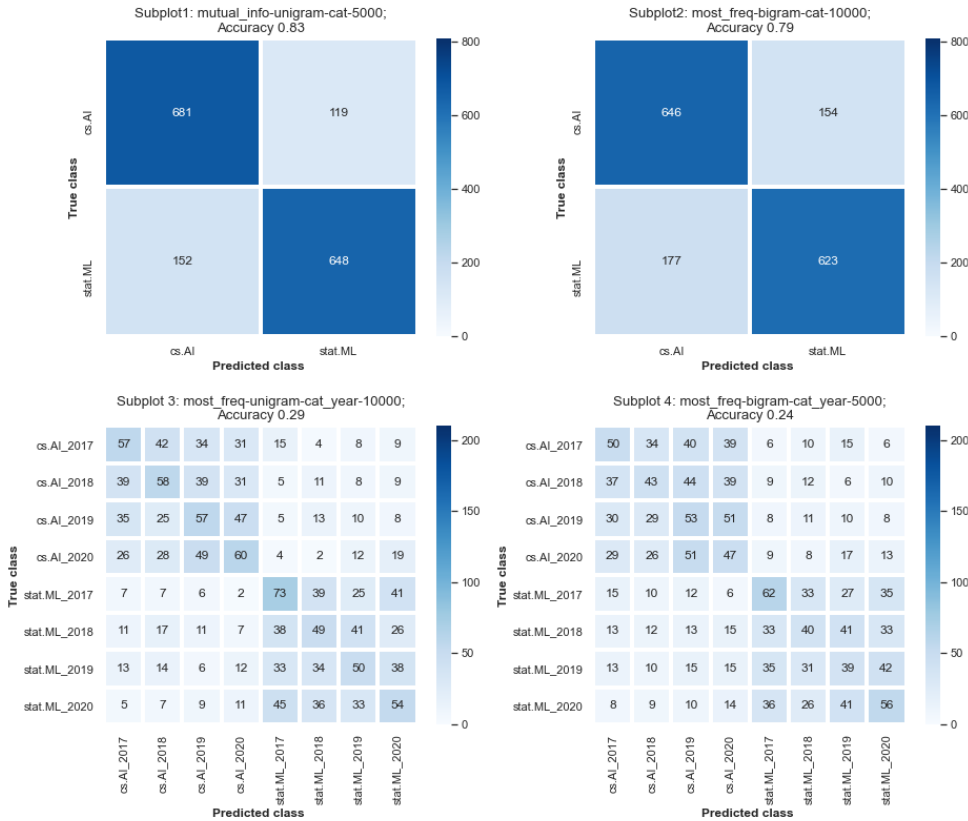 Subplot1: mutual_info-unigram-cat-5000;
Accuracy 0.83
True class
cs.AI
stat.ML
681 119
152 648
cs.AI stat.ML
Predicted class
800
600
400
200
0
Subplot2: most_freq-bigram-cat-10000;
Accuracy 0.79
True class
cs.AI
stat.ML
646 154
177 623
cs.AI stat.ML
Predicted class
800
600
400
200
0
Subplot 3: most_freq-unigram-cat_year-10000;
Accuracy 0.29
True class
cs.AI_2017 57 42 34 31 15 4 8 9
cs.AI_2018 39 58 39 31 5 11 8 9
cs.AI_2019 35 25 57 47 5 13 10 8
cs.AI_2020 26 28 49 60 4 2 12 19
stat.ML_2017 7 7 6 2 73 39 25 41
stat.ML_2018 11 17 11 7 38 49 41 26
stat.ML_2019 13 14 6 12 33 34 50 38
stat.ML_2020 5 7 9 11 45 36 33 54
cs.AI_2017 cs.AI_2018 cs.AI_2019 cs.AI_2020 stat.ML_2017 stat.ML_2018 stat.ML_2019 stat.ML_2020
Predicted class
200
150
100
50
0
Subplot 4: most_freq-bigram-cat_year-5000;
Accuracy 0.24
True class
cs.AI_2017 50 34 40 39 6 10 15 6
cs.AI_2018 37 43 44 39 9 12 6 10
cs.AI_2019 30 29 53 51 8 11 10 8
cs.AI_2020 29 26 51 47 9 8 17 13
stat.ML_2017 15 10 12 6 62 33 27 35
stat.ML_2018 13 12 13 15 33 40 41 33
stat.ML_2019 13 10 15 15 35 31 39 42
stat.ML_2020 8 9 10 14 36 26 41 56
cs.AI_2017 cs.AI_2018 cs.AI_2019 cs.AI_2020 stat.ML_2017 stat.ML_2018 stat.ML_2019 stat.ML_2020
Predicted class
200
150
100
50
0